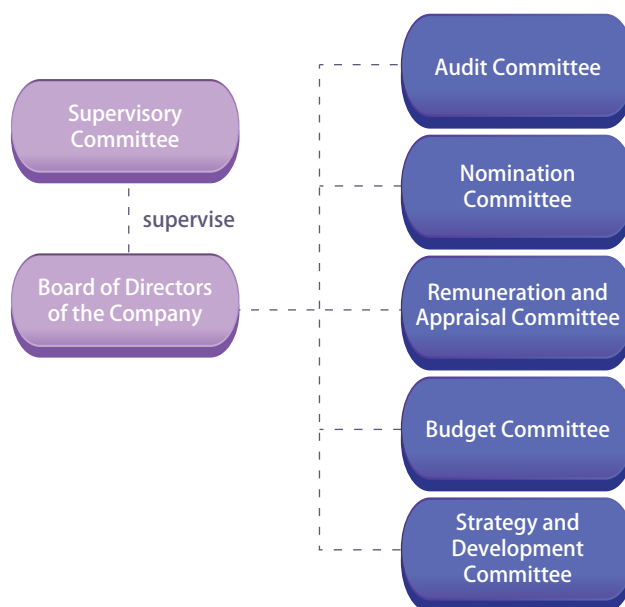 Supervisory
Committee
supervise
Board of Directors
of the Company
Audit Committee
Nomination
Committee
Remuneration and
Appraisal Committee
Budget Committee
Strategy and
Development
Committee